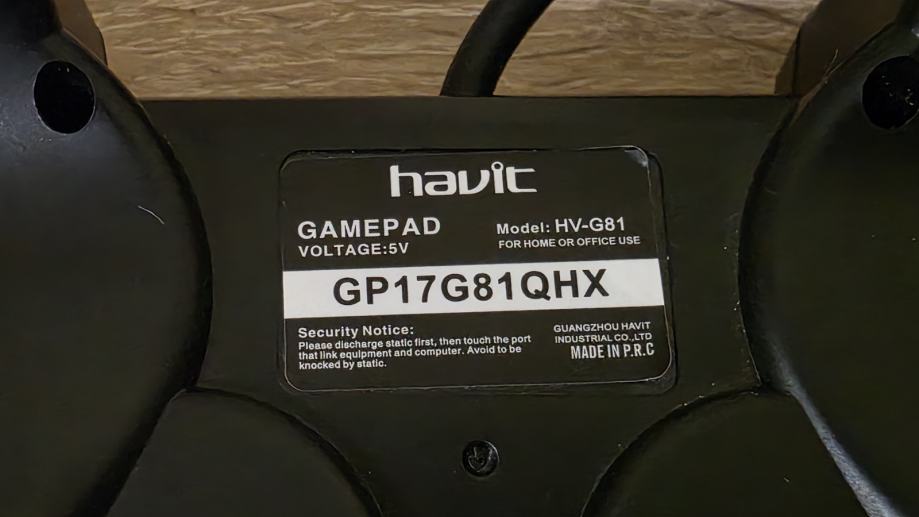 havit
GAMEPAD
VOLTAGE:5V
Model: HV-G81
FOR HOME OR OFFICE USE
GP17G81QHX
Security Notice:
Please discharge static first, then touch the port
that link equipment and computer. Avoid to be
knocked by static.
GUANGZHOU HAVIT
INDUSTRIAL CO.,LTD
MADE IN P.R.C